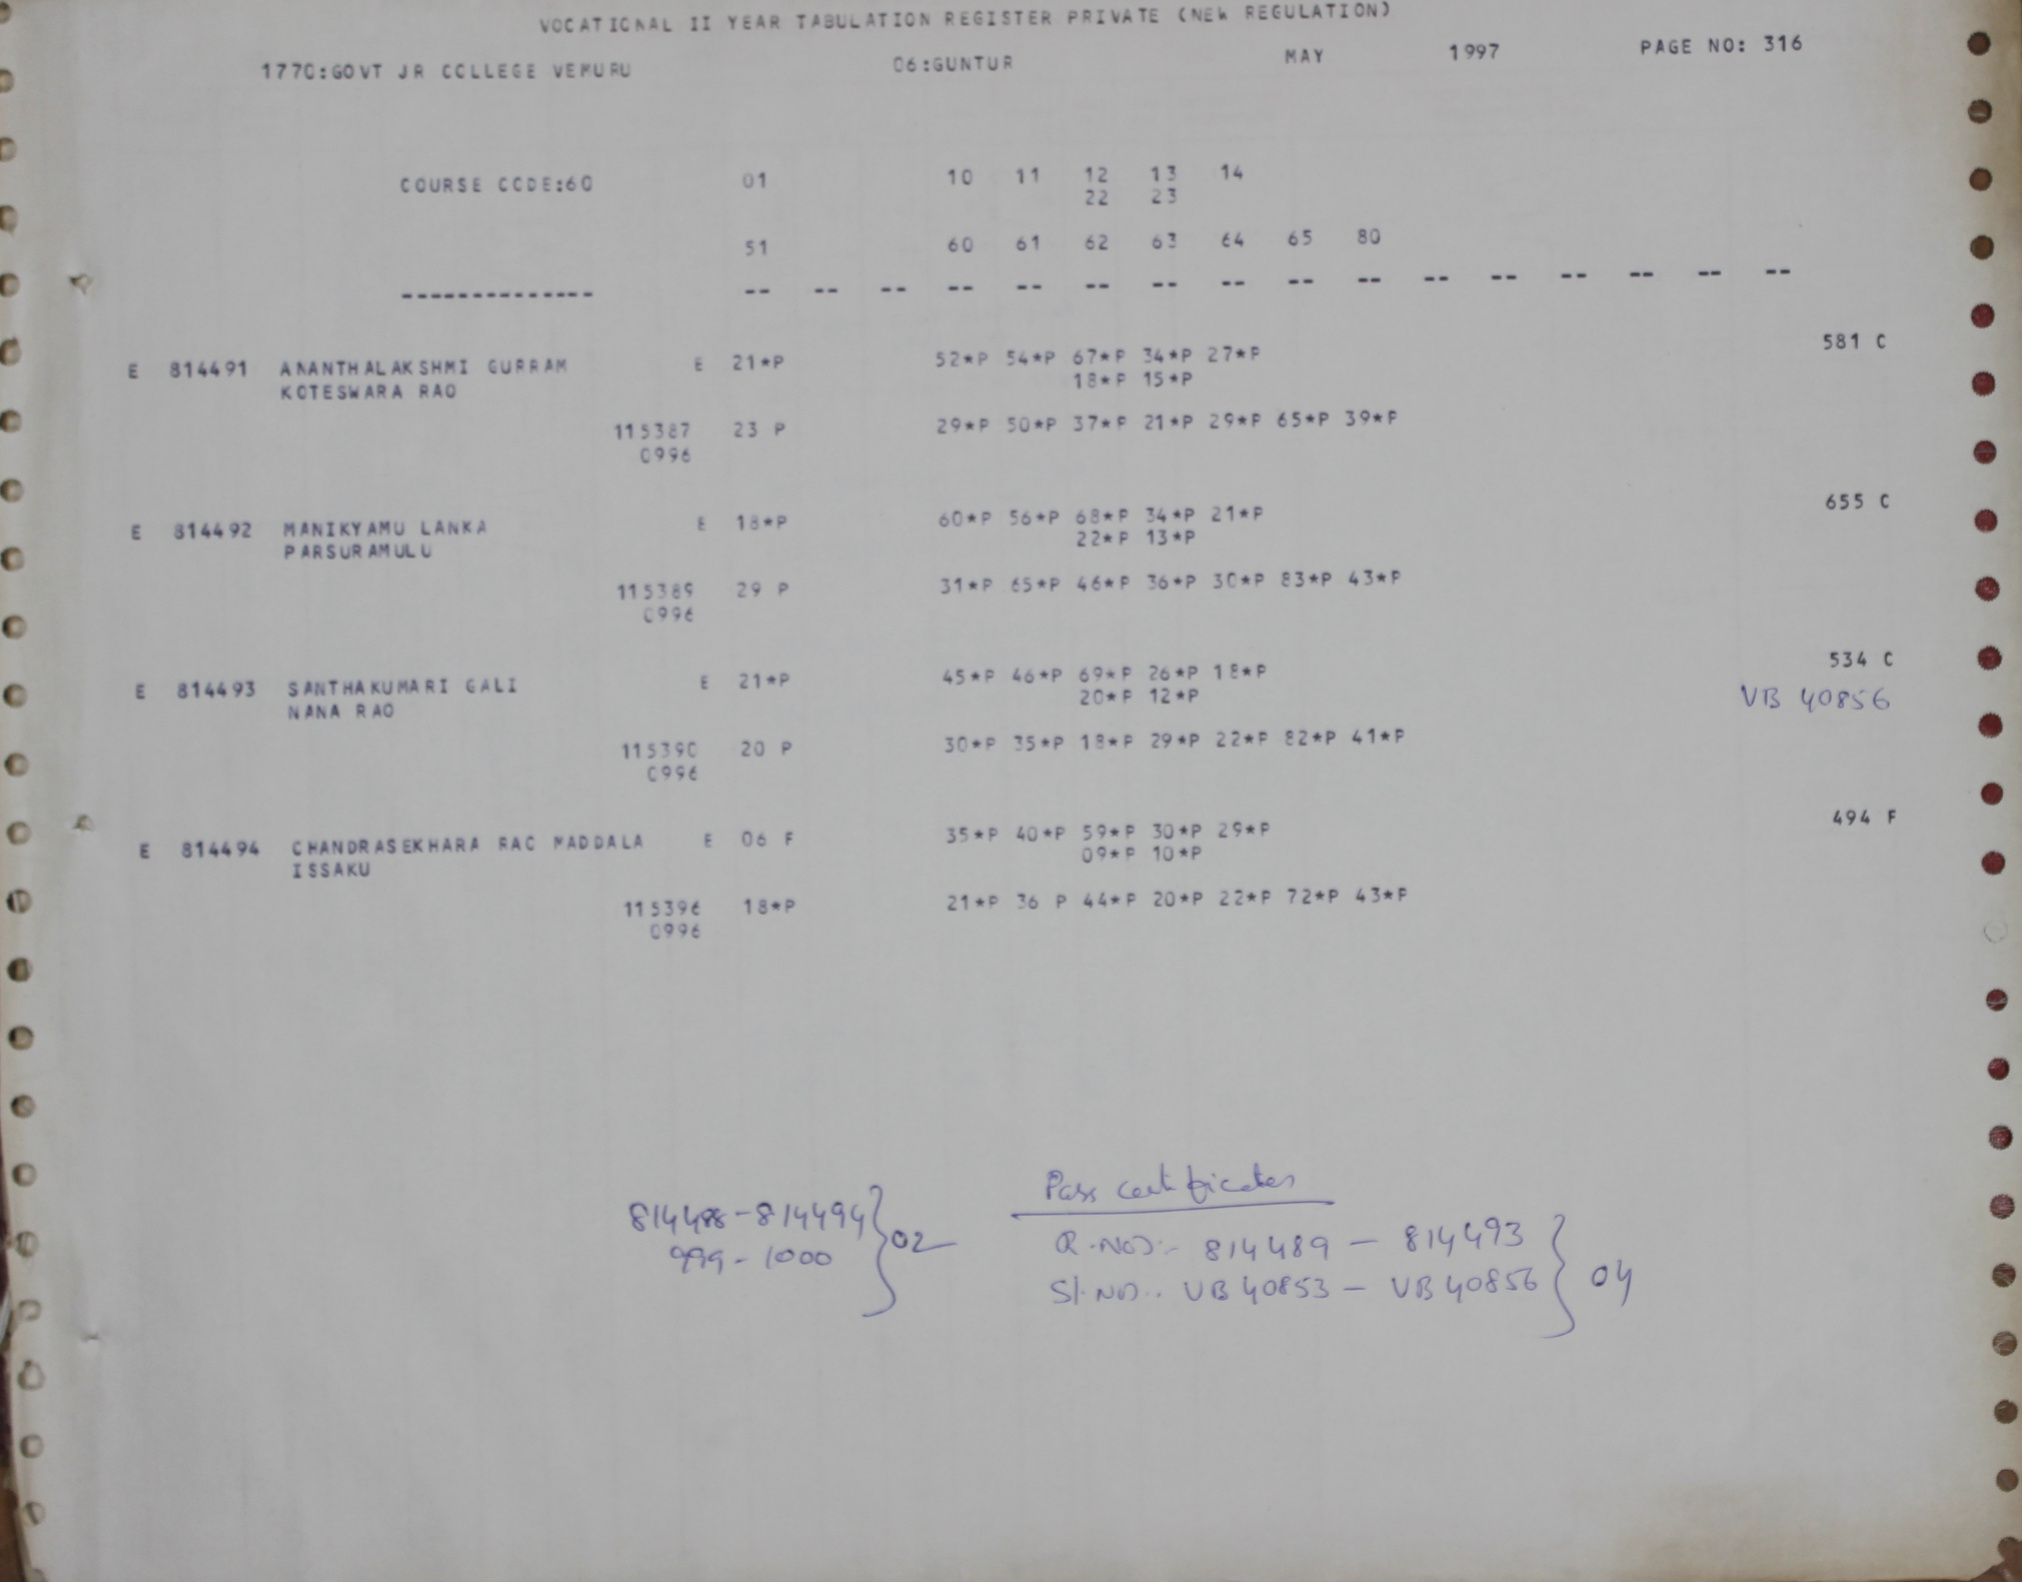 VOCATIONAL II YEAR TABULATION REGISTER PRIVATE (NEW REGULATION)
1770:GOVT JR COLLEGE VEMURU 06:GUNTUR MAY 1997 PAGE NO: 316
COURSE CODE:60 01 10 11 12 13 14
22 23
51 60 61 62 63 64 65 80
-------------- -- -- -- -- -- -- -- -- -- -- -- -- -- -- -- --
581 C
E 814491 ANANTHALAKSHMI GURRAM E 21*P 52*P 54*P 67*P 34*P 27*P
KOTESWARA RAO 18*P 15*P
115387 23 P 29*P 50*P 37*P 21*P 29*P 65*P 39*P
0996
655 C
E 814492 MANIKYAMU LANKA E 18*P 60*P 56*P 68*P 34*P 21*P
PARSURAMULU 22*P 13*P
115389 29 P 31*P 65*P 46*P 36*P 30*P 83*P 43*P
0996
534 C
E 814493 SANTHAKUMARI GALI E 21*P 45*P 46*P 69*P 26*P 18*P
NANA RAO 20*P 12*P VB 40856
115390 20 P 30*P 35*P 18*P 29*P 22*P 82*P 41*P
0996
494 F
E 814494 CHANDRASEKHARA RAO MADDALA E 06 F 35*P 40*P 59*P 30*P 29*P
ISSAKU 09*P 10*P
115396 18*P 21*P 36 P 44*P 20*P 22*P 72*P 43*P
0996
Pass certificates
814488-814494 } 02
999-1000
R.NOS:- 814489 - 814493 } 04
Sl.NO.. VB 40853 - VB 40856